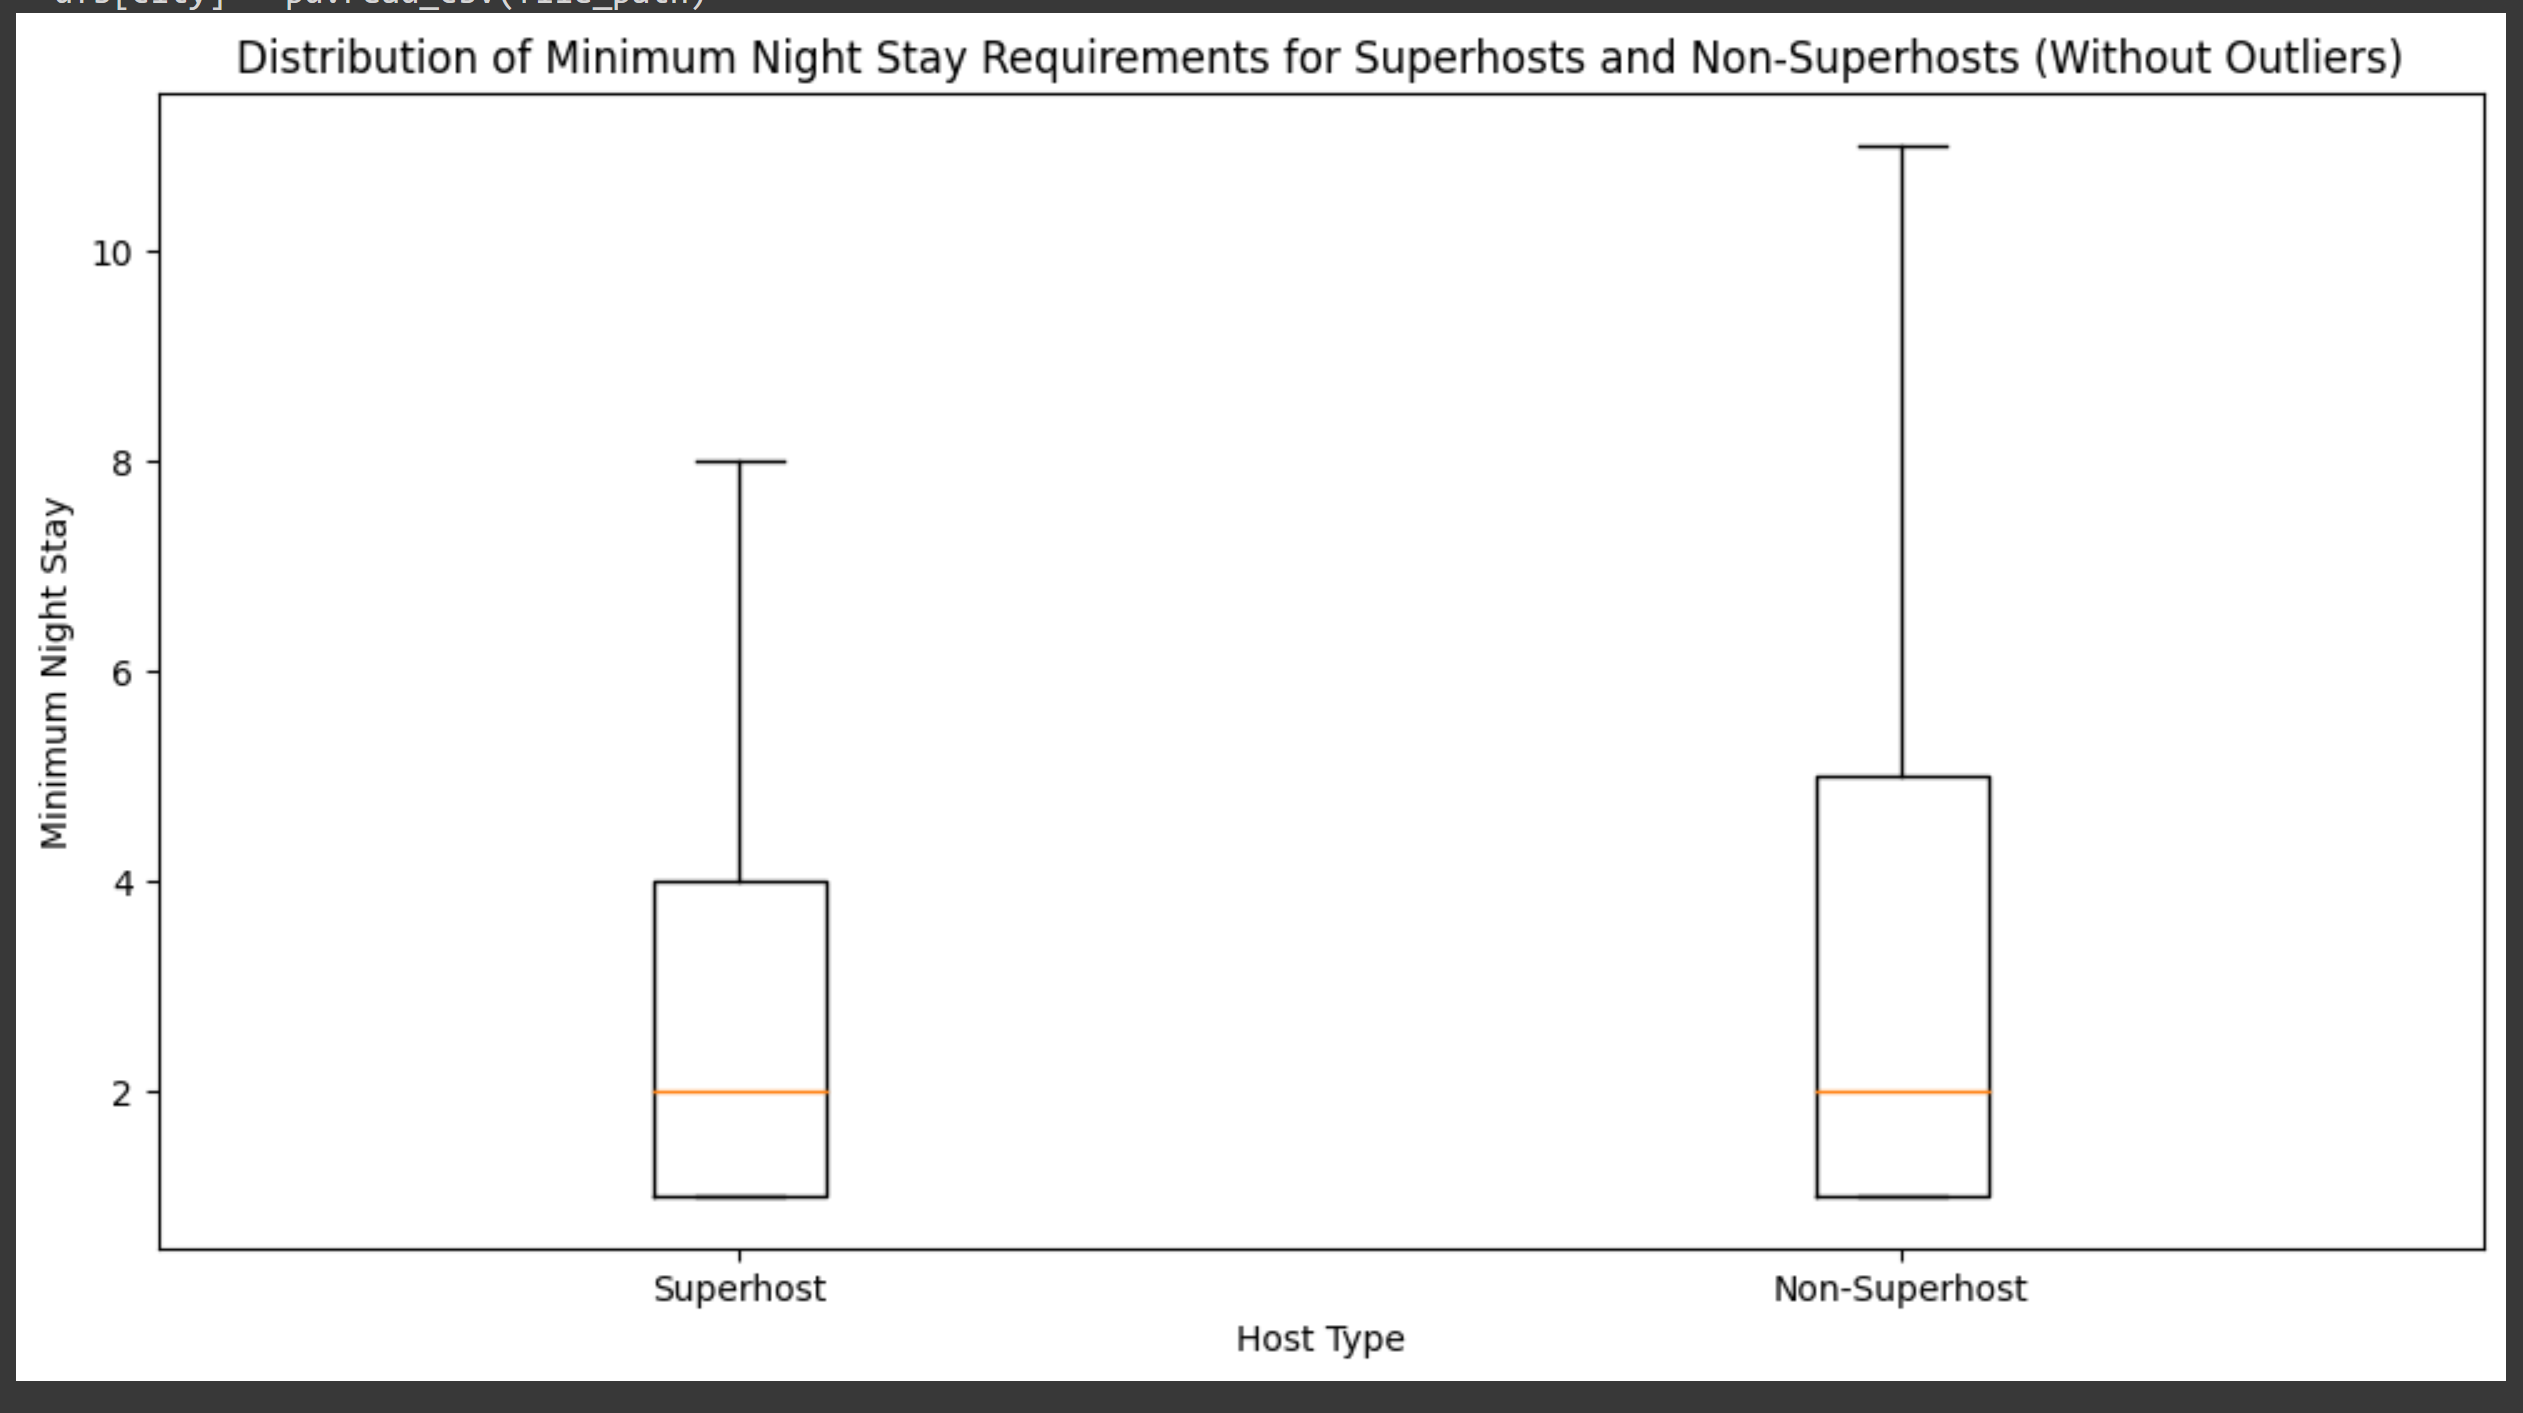 Distribution of Minimum Night Stay Requirements for Superhosts and Non-Superhosts (Without Outliers)
Minimum Night Stay
10
8
6
4
2
Superhost
Non-Superhost
Host Type